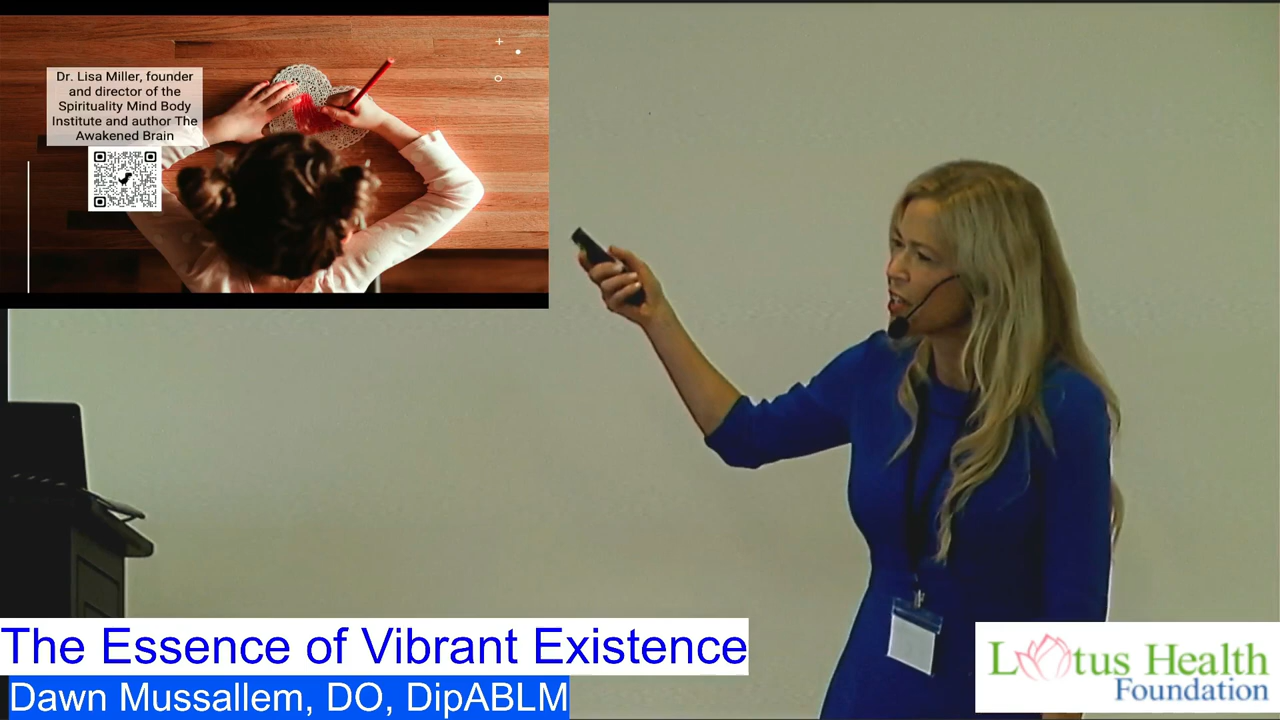 Dr. Lisa Miller, founder
and director of the
Spirituality Mind Body
Institute and author The
Awakened Brain
The Essence of Vibrant Existence
Dawn Mussallem, DO, DipABLM
Lotus Health
Foundation